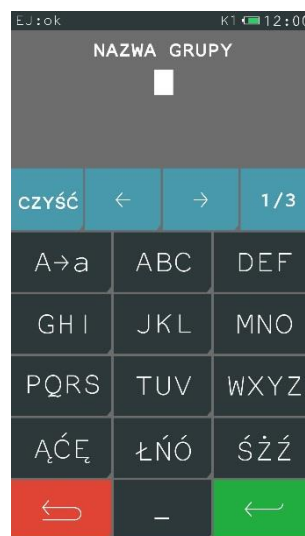 EJ:ok K1 12:00
NAZWA GRUPY
CZYŚĆ ← → 1/3
A→a ABC DEF
GHI JKL MNO
PQRS TUV WXYZ
ĄĆĘ ŁŃÓ ŚŻŹ
_